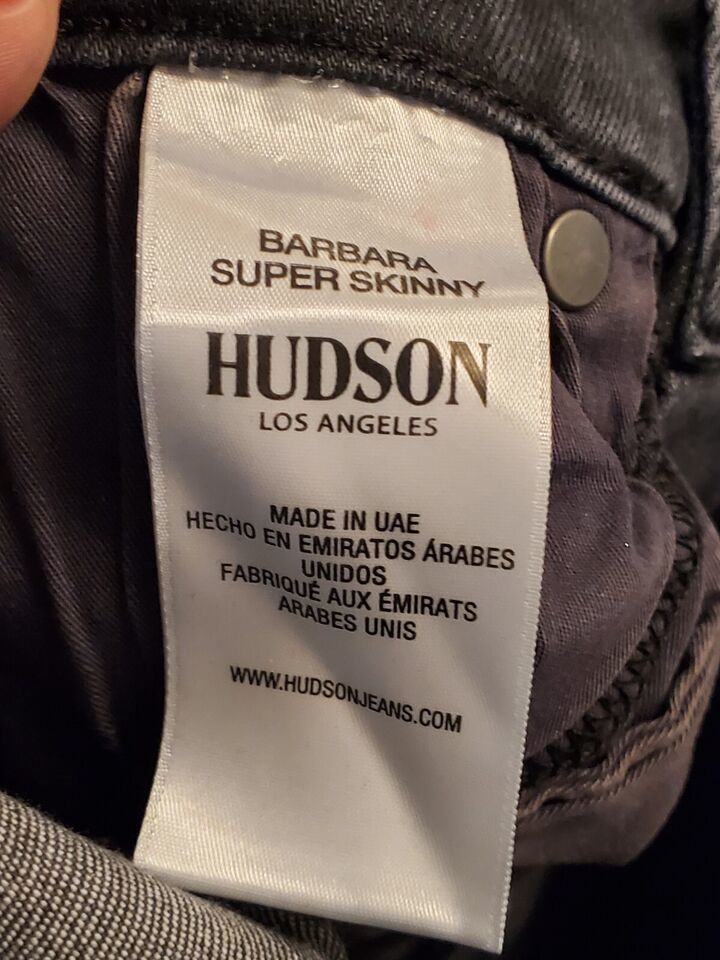 BARBARA
SUPER SKINNY
HUDSON
LOS ANGELES
MADE IN UAE
HECHO EN EMIRATOS ÁRABES
UNIDOS
FABRIQUÉ AUX ÉMIRATS
ARABES UNIS
WWW.HUDSONJEANS.COM